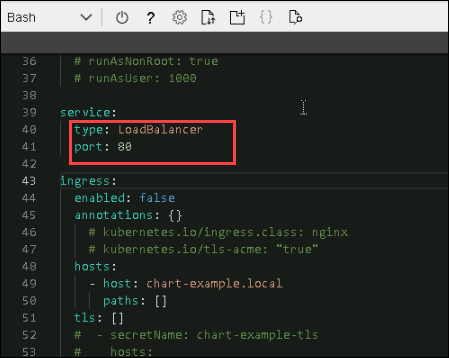 Bash
36 # runAsNonRoot: true
37 # runAsUser: 1000
38
39 service:
40 type: LoadBalancer
41 port: 80
42
43 ingress:
44 enabled: false
45 annotations: {}
46 # kubernetes.io/ingress.class: nginx
47 # kubernetes.io/tls-acme: "true"
48 hosts:
49 - host: chart-example.local
50 paths: []
51 tls: []
52 # - secretName: chart-example-tls
53 # hosts: